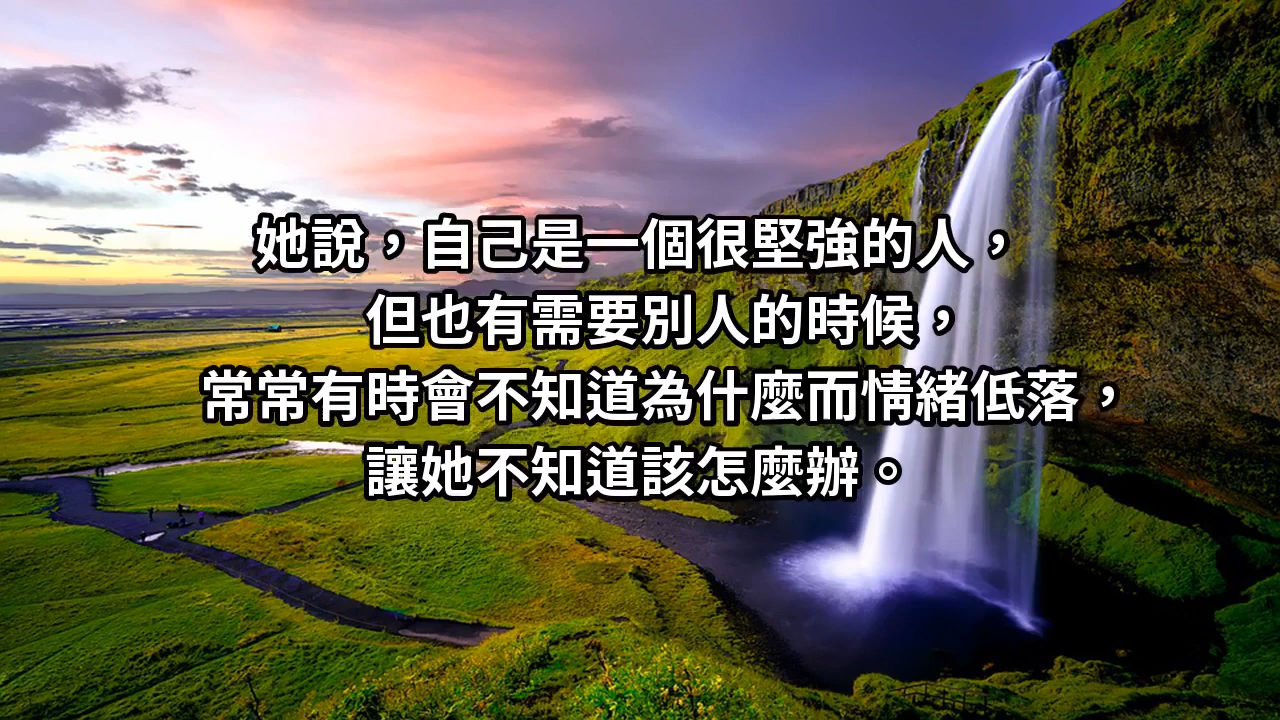 她說，自己是一個很堅強的人，
但也有需要別人的時候，
常常有時會不知道為什麼而情緒低落，
讓她不知道該怎麼辦。